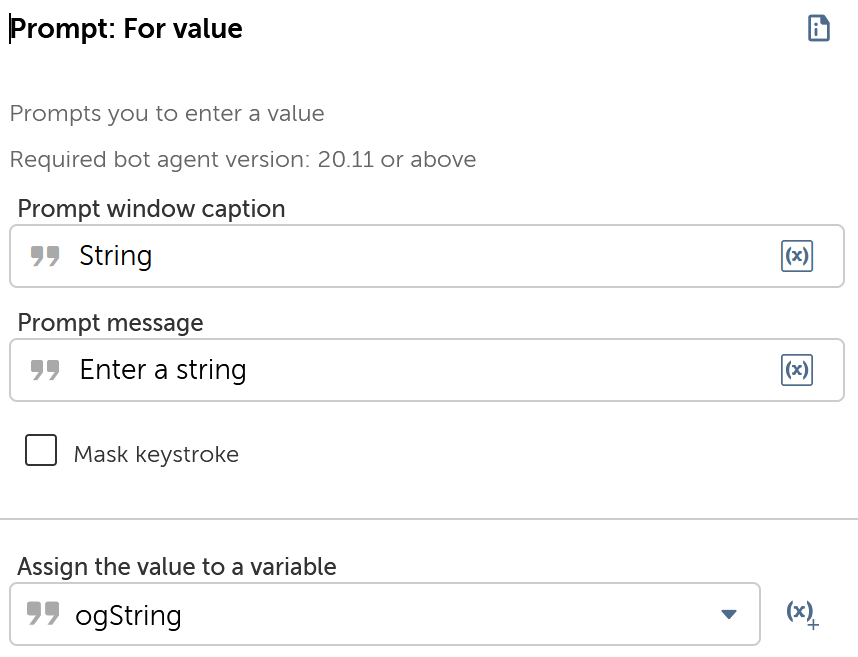 Prompt: For value
Prompts you to enter a value
Required bot agent version: 20.11 or above
Prompt window caption
String
(x)
Prompt message
Enter a string
(x)
Mask keystroke
Assign the value to a variable
ogString
(x)+